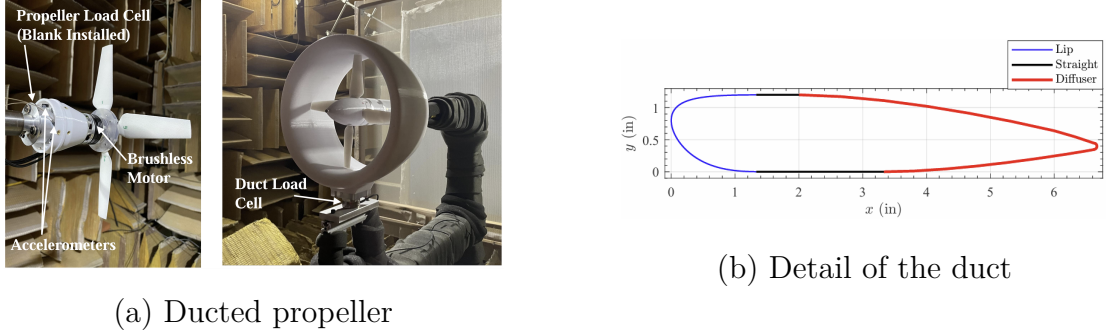 Propeller Load Cell
(Blank Installed)
Brushless
Motor
Accelerometers
Duct Load
Cell
(a) Ducted propeller
Lip
Straight
Diffuser
1
0.5
0
y (in)
0 1 2 3 4 5 6
x (in)
(b) Detail of the duct